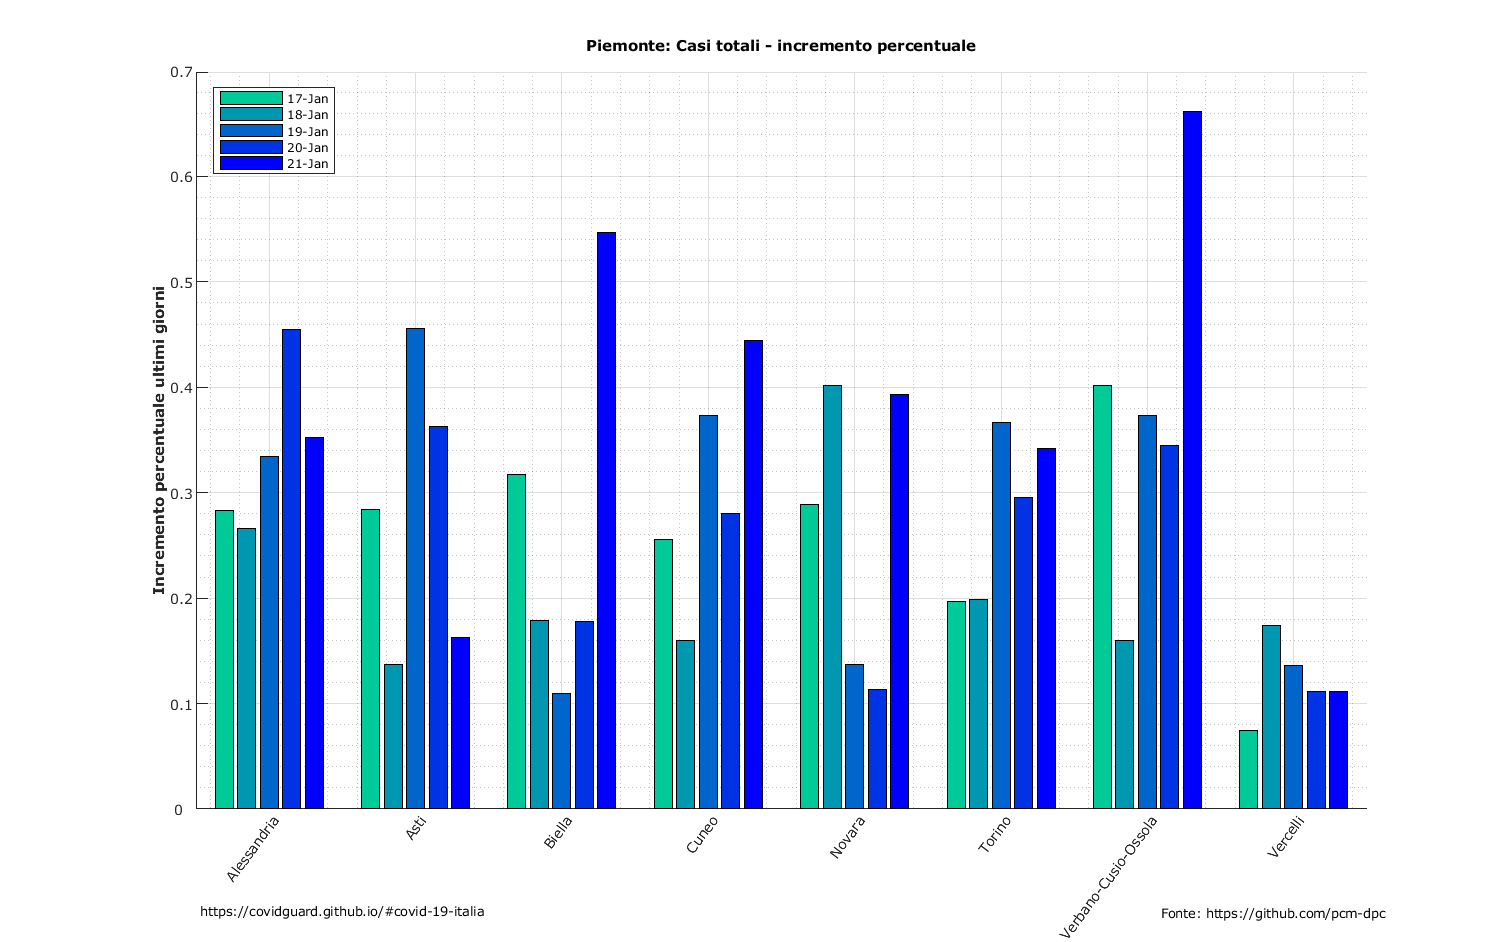 Piemonte: Casi totali - incremento percentuale
17-Jan
18-Jan
19-Jan
20-Jan
21-Jan
Incremento percentuale ultimi giorni
0.7
0.6
0.5
0.4
0.3
0.2
0.1
0
Alessandria
Asti
Biella
Cuneo
Novara
Torino
Verbano-Cusio-Ossola
Vercelli
https://covidguard.github.io/#covid-19-italia
Fonte: https://github.com/pcm-dpc